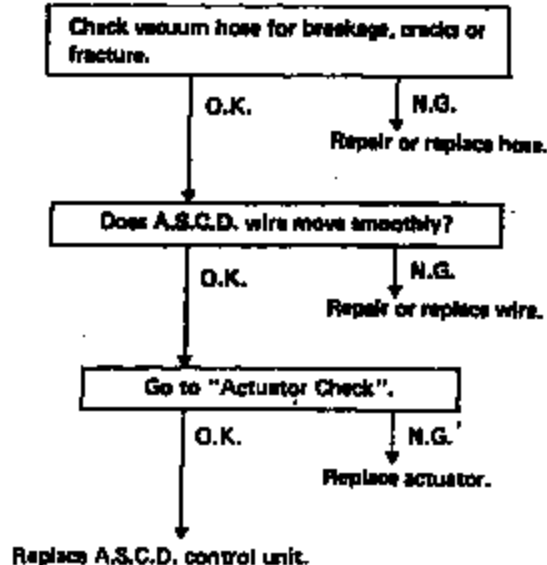 Check vacuum hose for breakage, cracks or
fracture.
O.K.
N.G.
Repair or replace hose.
Does A.S.C.D. wire move smoothly?
O.K.
N.G.
Repair or replace wire.
Go to "Actuator Check".
O.K.
N.G.
Replace actuator.
Replace A.S.C.D. control unit.